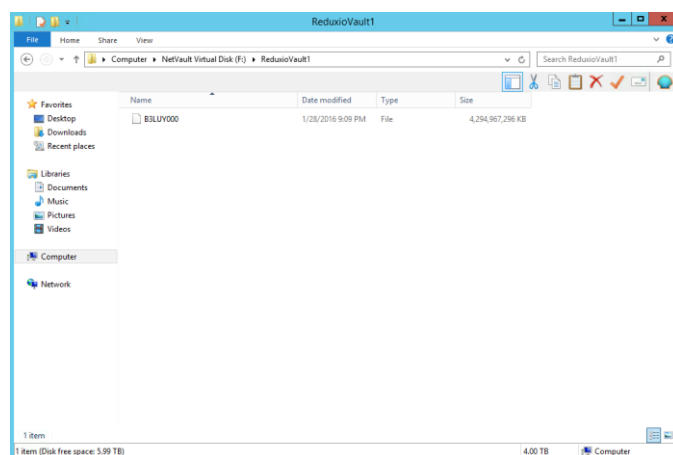 ReduxioVault1
File Home Share View
Computer NetVault Virtual Disk (F:) ReduxioVault1 Search ReduxioVault1
Name Date modified Type Size
B3LUY000 1/28/2016 9:09 PM File 4,294,967,296 KB
Favorites
Desktop
Downloads
Recent places
Libraries
Documents
Music
Pictures
Videos
Computer
Network
1 item
1 item (Disk free space: 5.99 TB) 4.00 TB Computer